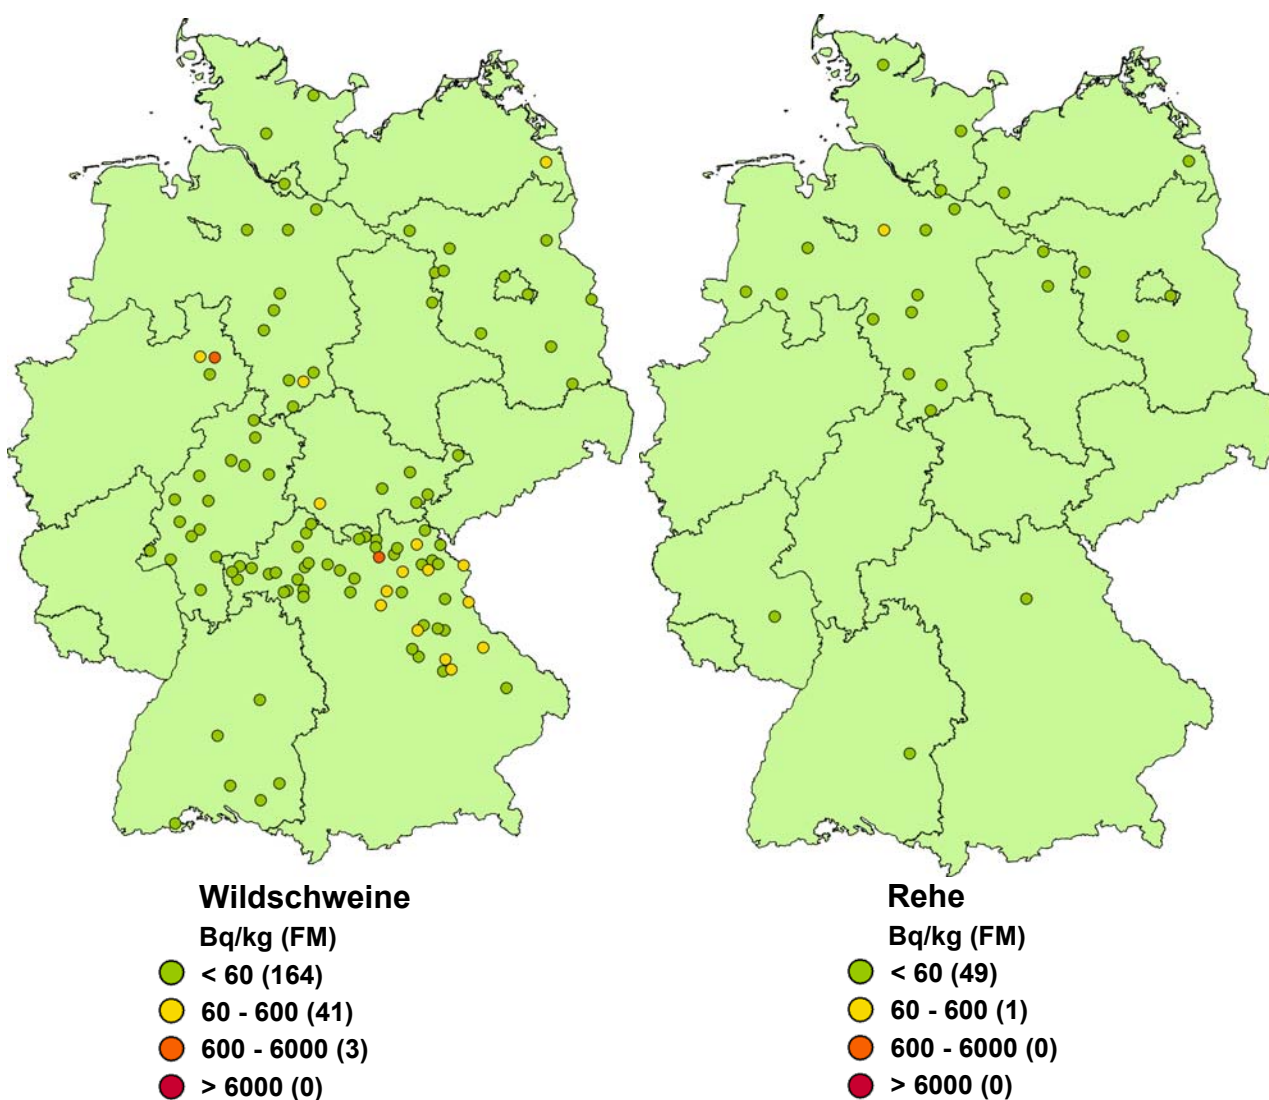 Wildschweine
Bq/kg (FM)
< 60 (164)
60 - 600 (41)
600 - 6000 (3)
> 6000 (0)
Rehe
Bq/kg (FM)
< 60 (49)
60 - 600 (1)
600 - 6000 (0)
> 6000 (0)